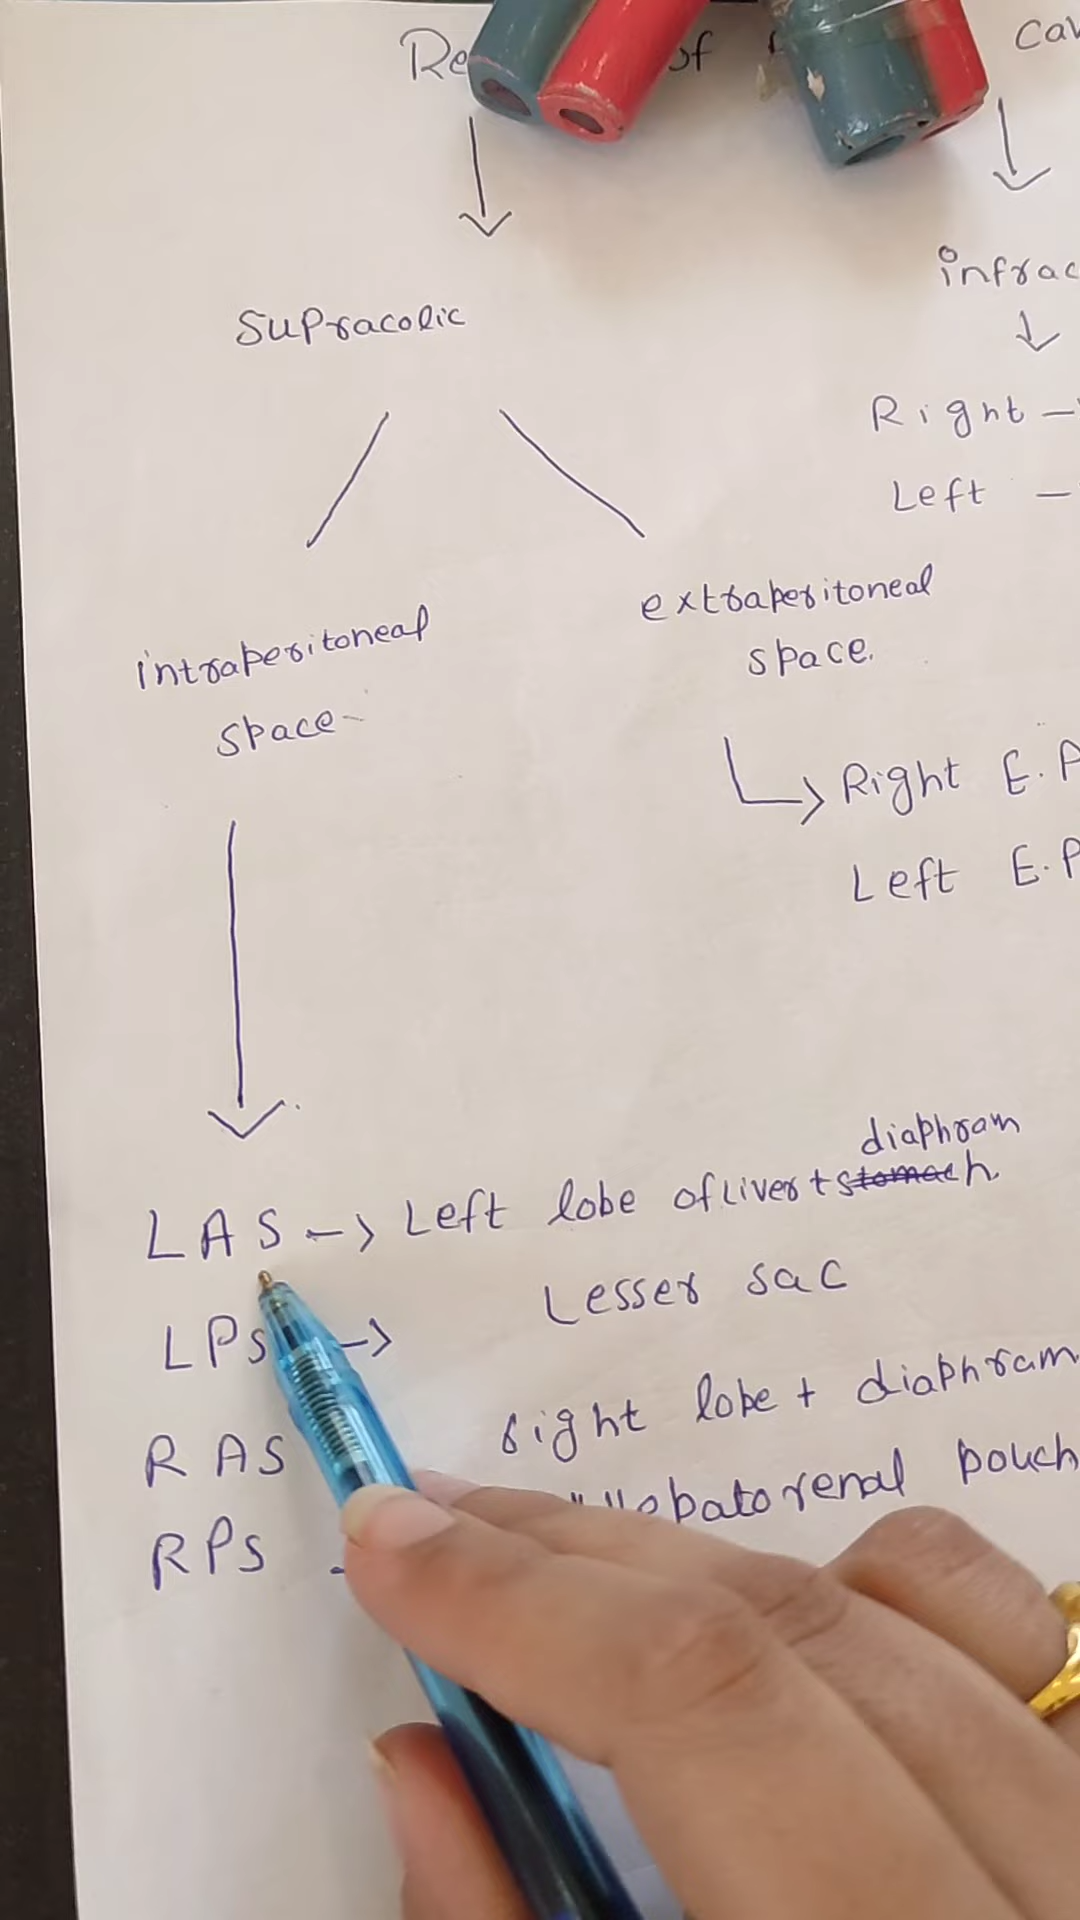 of
Supracolic
Right —
Left —
intraperitoneal
space
extraperitoneal
space.
Right E.P
Left E.P
diaphram
LAS -> Left lobe of Liver + stomach
LPs -> Lesser sac
RAS right lobe + diaphram
RPs hepatorenal pouch